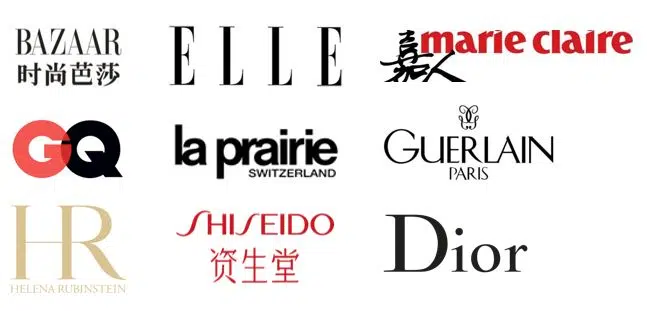 BAZAAR
时尚芭莎
ELLE
嘉人
marie claire
GQ
la prairie
SWITZERLAND
GUERLAIN
PARIS
HR
HELENA RUBINSTEIN
SHISEIDO
资生堂
Dior